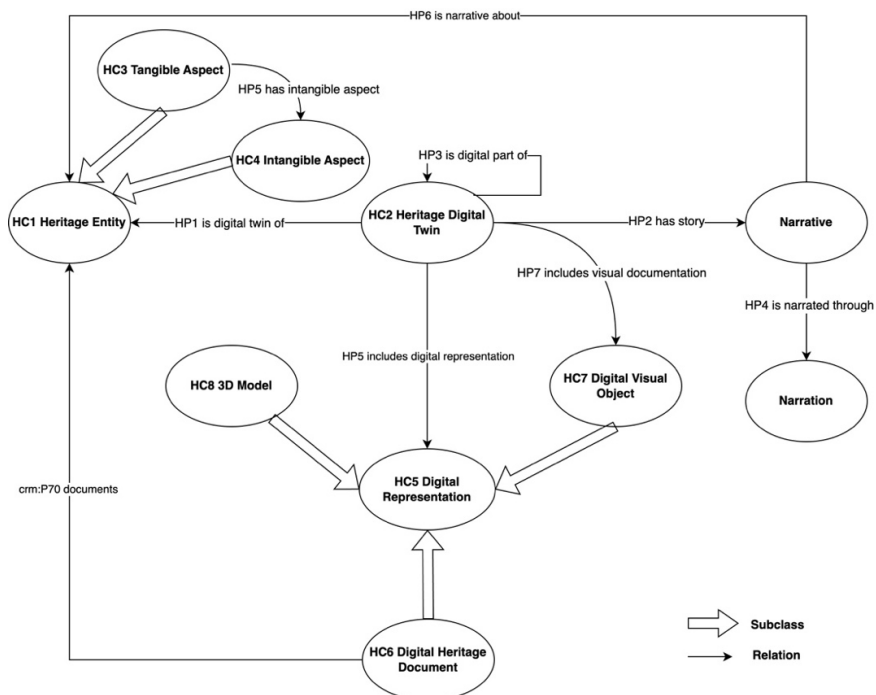 HP6 is narrative about
HC3 Tangible Aspect
HP5 has intangible aspect
HC4 Intangible Aspect
HP3 is digital part of
HC1 Heritage Entity
HP1 is digital twin of
HC2 Heritage Digital
Twin
HP2 has story
Narrative
HP7 includes visual documentation
HP4 is narrated through
HP5 includes digital representation
HC8 3D Model
HC7 Digital Visual
Object
Narration
HC5 Digital
Representation
crm:P70 documents
Subclass
HC6 Digital Heritage
Document
Relation